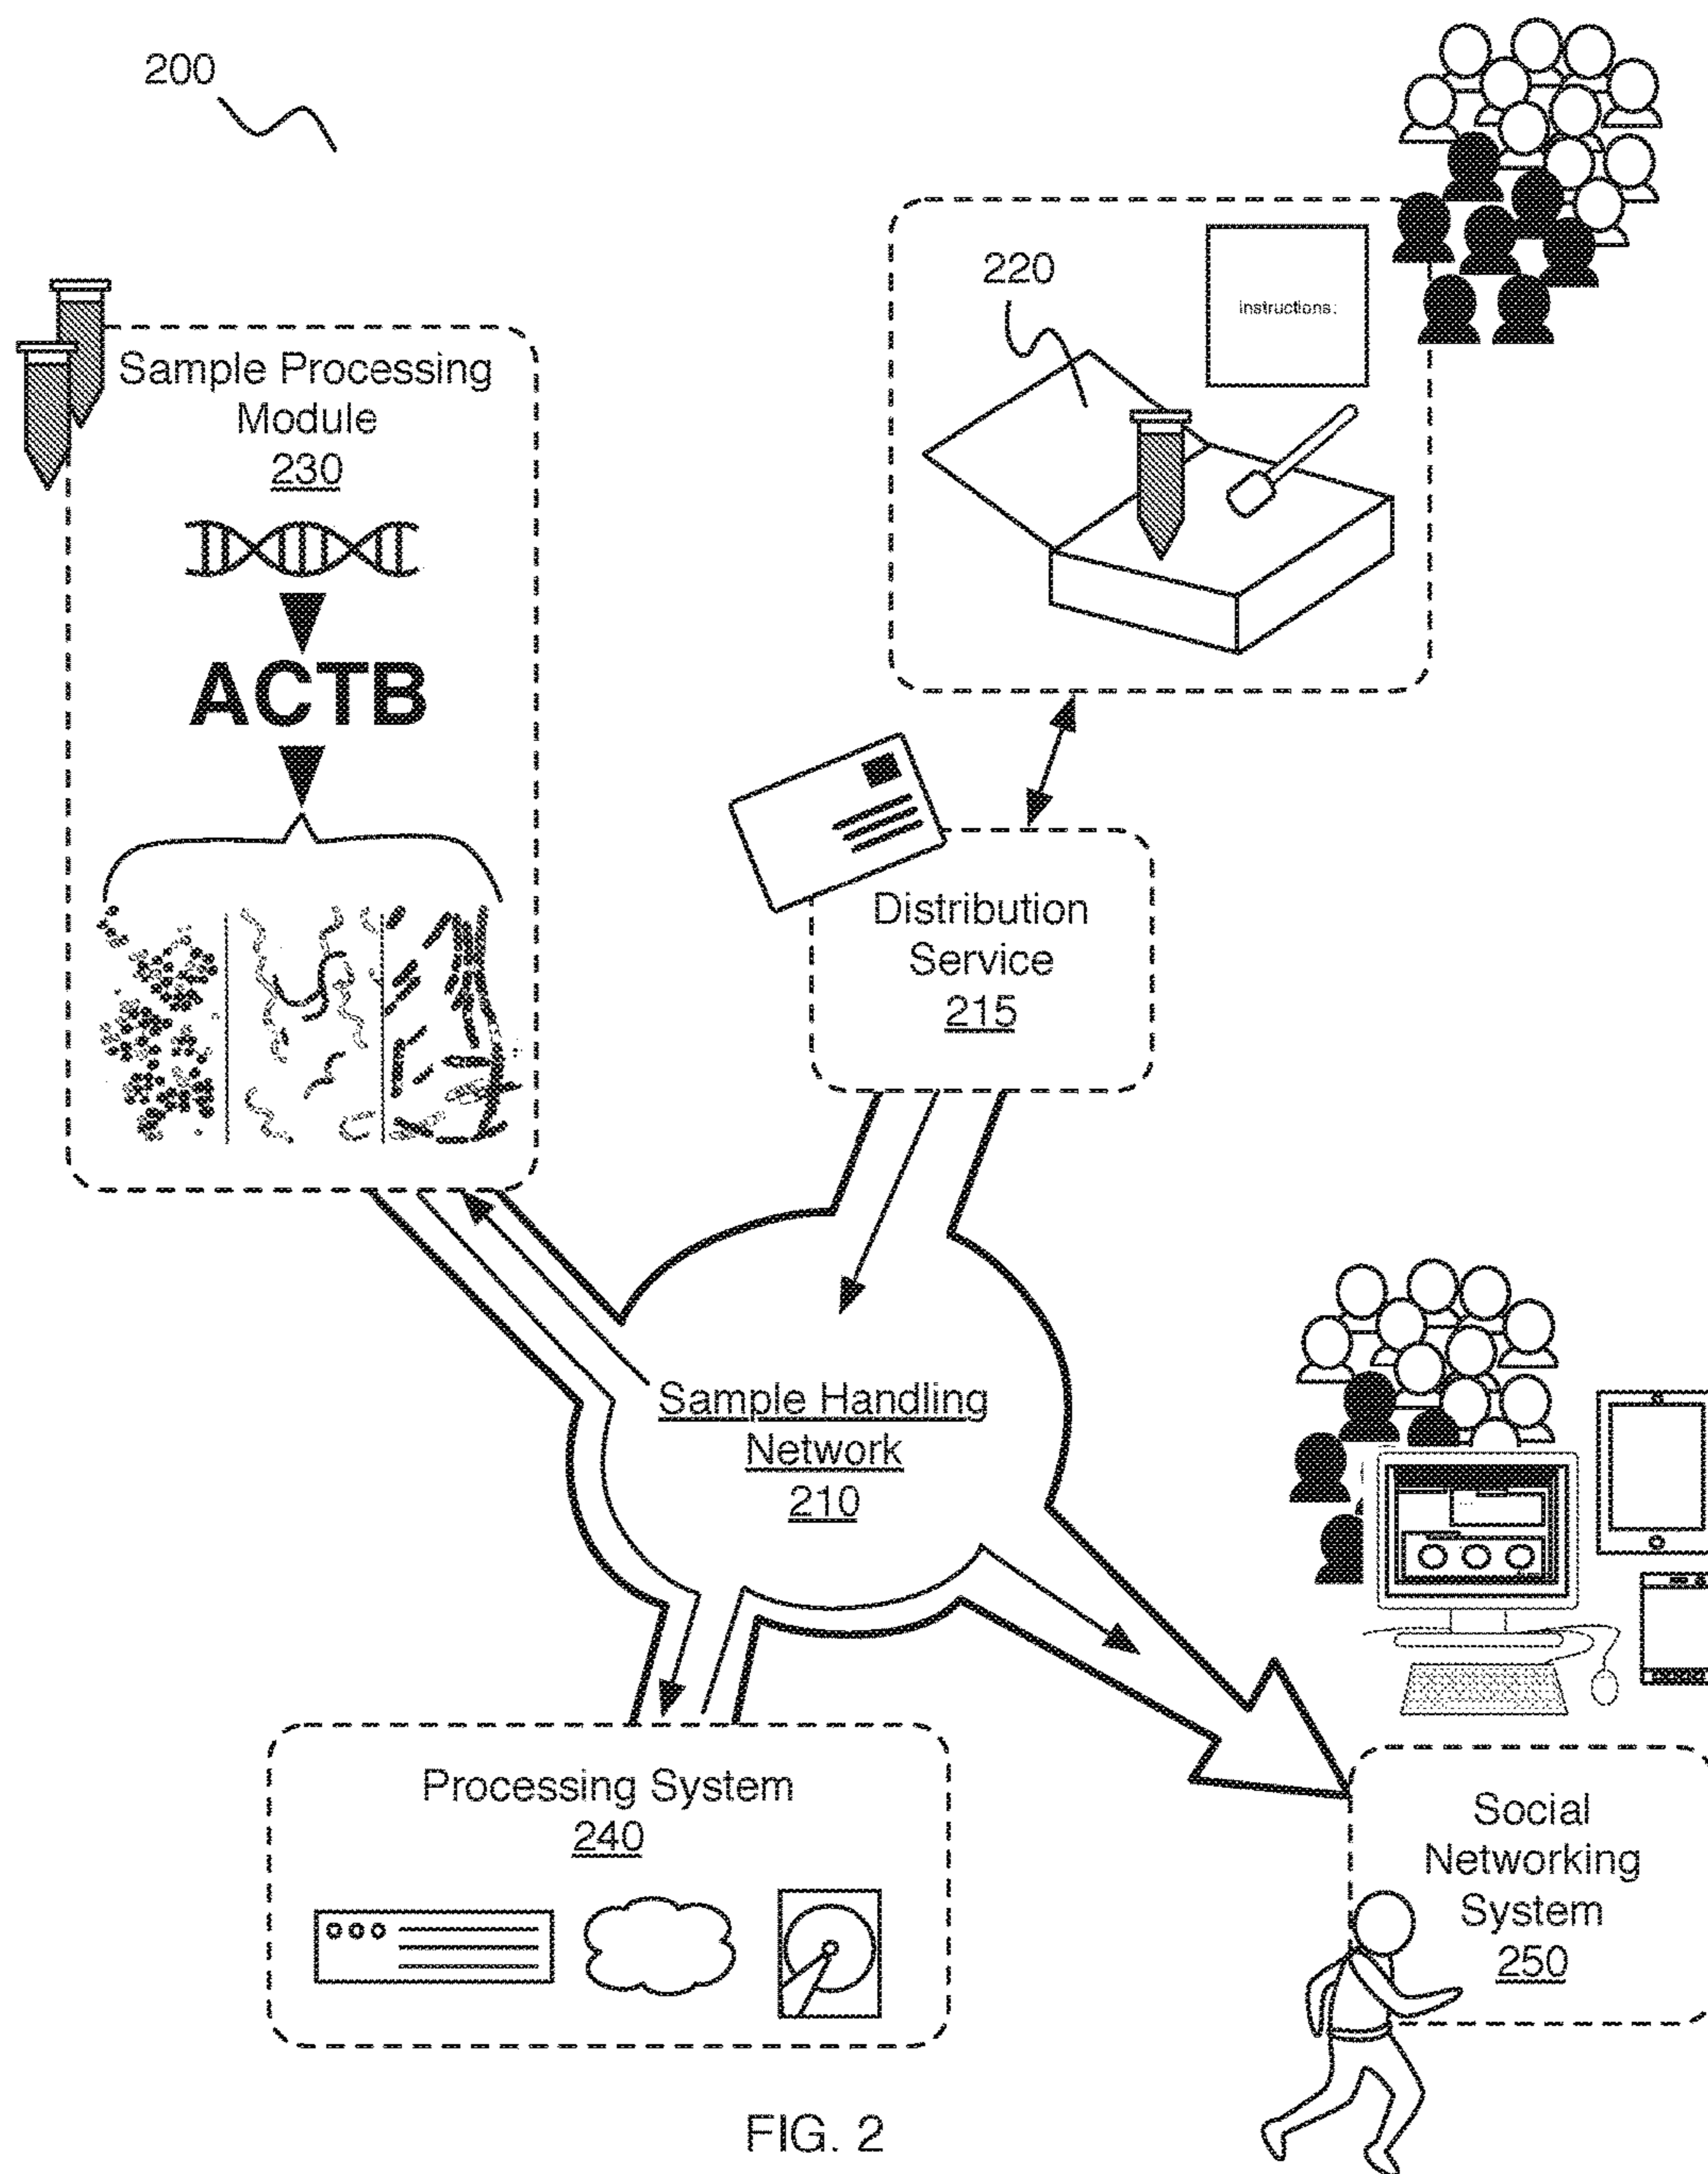 200
220
instructions:
Sample Processing
Module
230
ACTB
Distribution
Service
215
Sample Handling
Network
210
Processing System
240
Social
Networking
System
250
FIG. 2